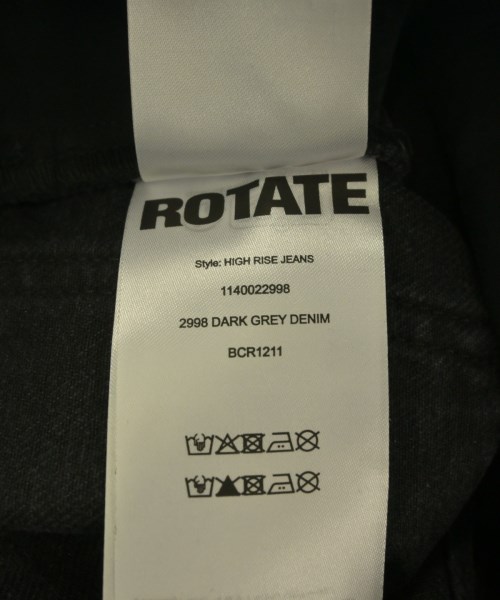 ROTATE
Style: HIGH RISE JEANS
1140022998
2998 DARK GREY DENIM
BCR1211